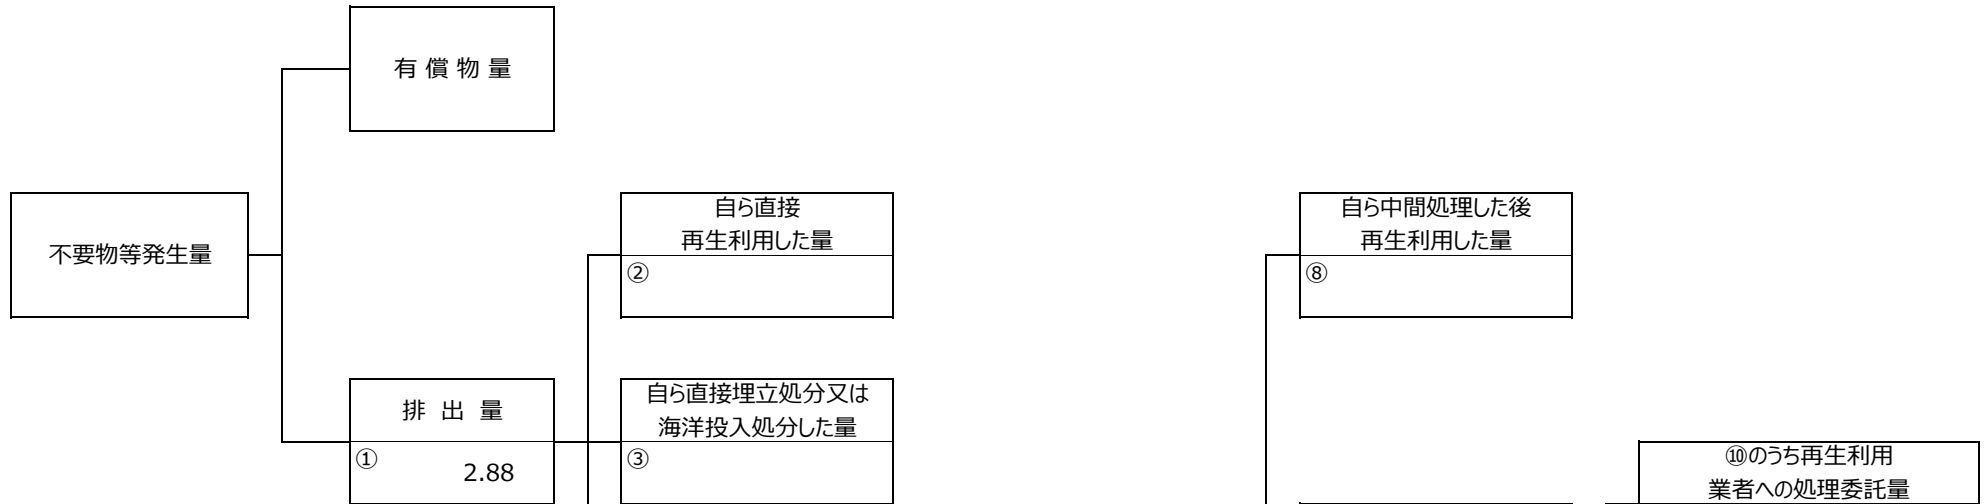 有 償 物 量
不要物等発生量
自ら直接
再生利用した量
②
自ら中間処理した後
再生利用した量
⑧
排 出 量
① 2.88
自ら直接埋立処分又は
海洋投入処分した量
③
⑩のうち再生利用
業者への処理委託量